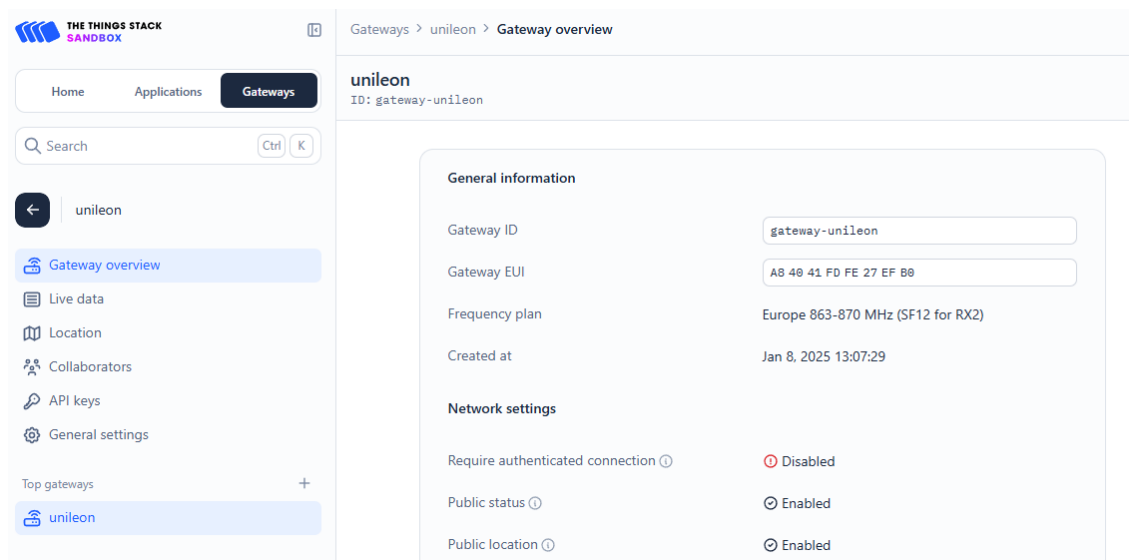 THE THINGS STACK
SANDBOX
Home Applications Gateways
Search Ctrl K
unileon
Gateway overview
Live data
Location
Collaborators
API keys
General settings
Top gateways
unileon
Gateways > unileon > Gateway overview
unileon
ID: gateway-unileon
General information
Gateway ID gateway-unileon
Gateway EUI A8 40 41 FD FE 27 EF B0
Frequency plan Europe 863-870 MHz (SF12 for RX2)
Created at Jan 8, 2025 13:07:29
Network settings
Require authenticated connection Disabled
Public status Enabled
Public location Enabled